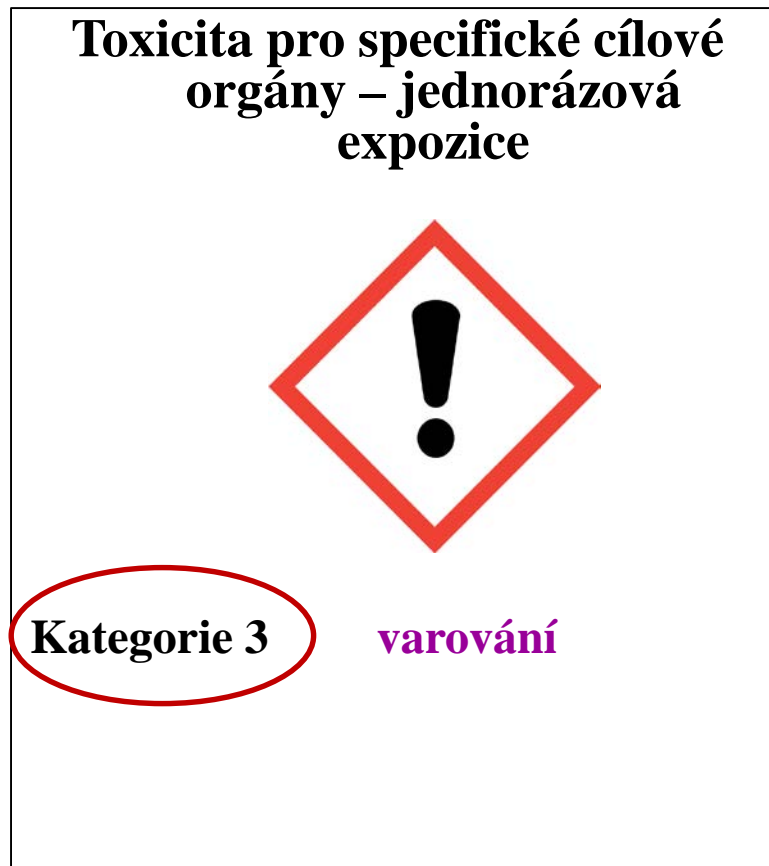 Toxicita pro specifické cílové
orgány – jednorázová
expozice
Kategorie 3 varování